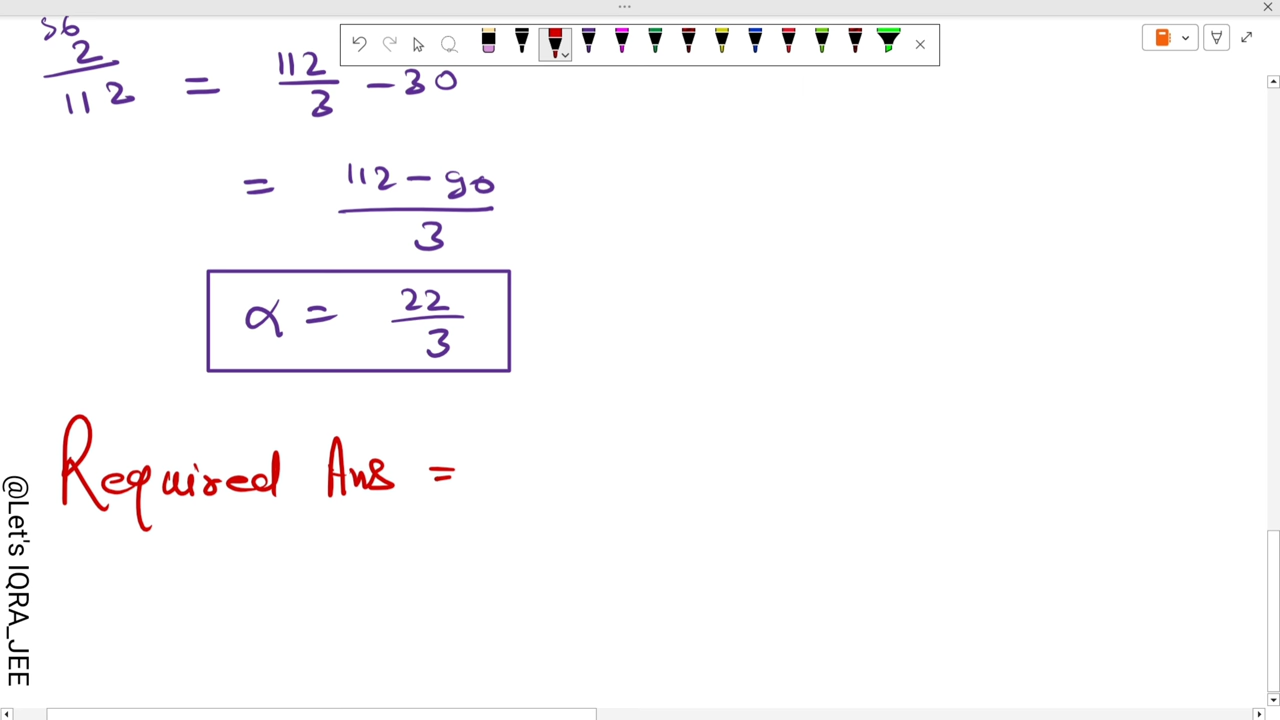 56
2
112 = 112/3 - 30
= 112 - 90
3
α = 22/3
Required Ans =
@Let's IQRA_JEE